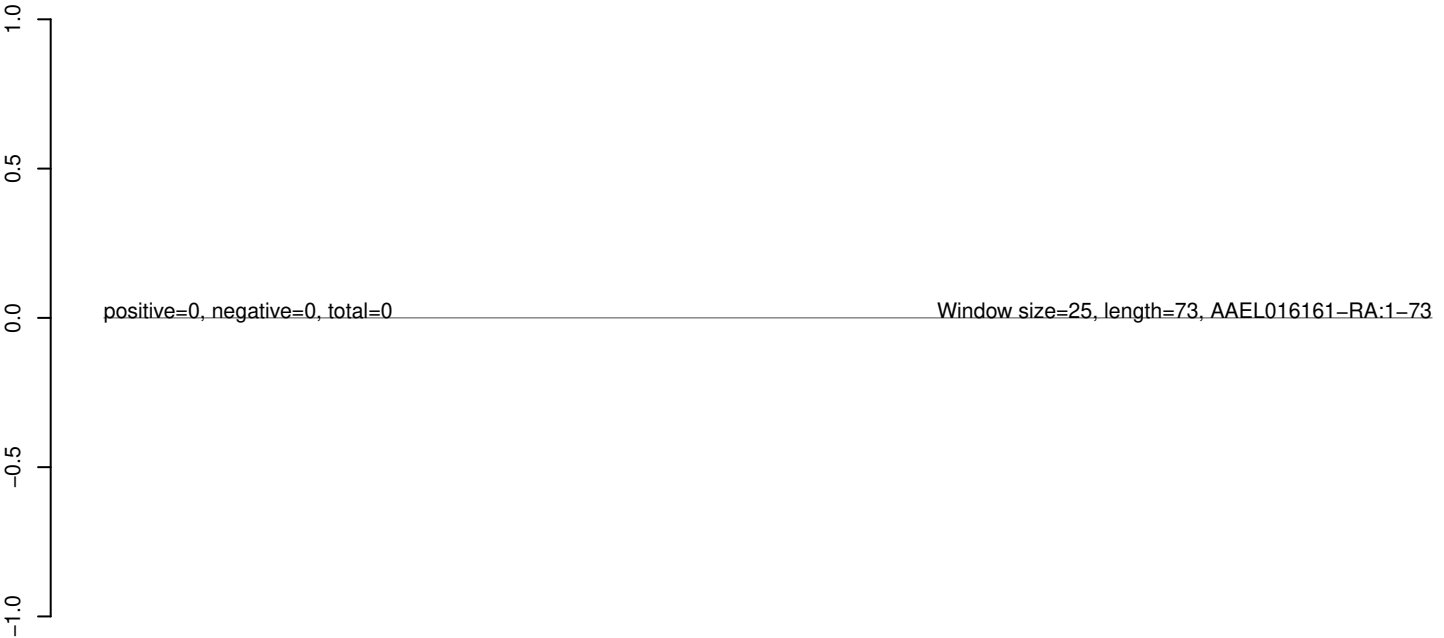 1.0
0.5
0.0
−0.5
−1.0
positive=0, negative=0, total=0
Window size=25, length=73, AAEL016161−RA:1−73